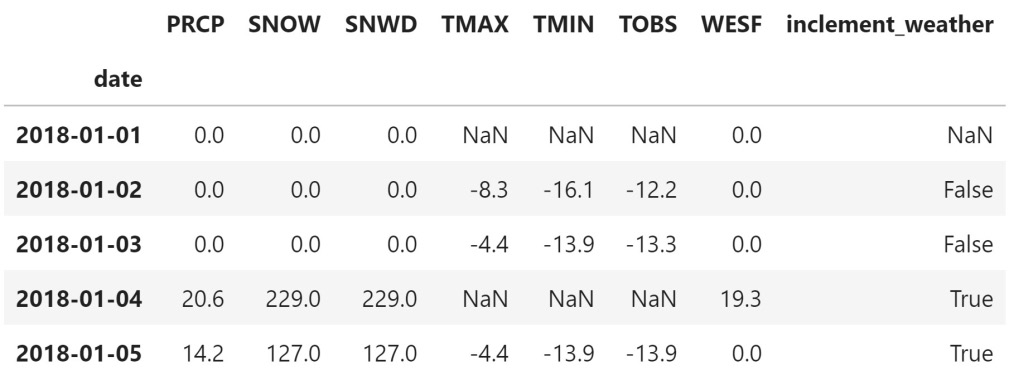 PRCP SNOW SNWD TMAX TMIN TOBS WESF inclement_weather
date
2018-01-01 0.0 0.0 0.0 NaN NaN NaN 0.0 NaN
2018-01-02 0.0 0.0 0.0 -8.3 -16.1 -12.2 0.0 False
2018-01-03 0.0 0.0 0.0 -4.4 -13.9 -13.3 0.0 False
2018-01-04 20.6 229.0 229.0 NaN NaN NaN 19.3 True
2018-01-05 14.2 127.0 127.0 -4.4 -13.9 -13.9 0.0 True